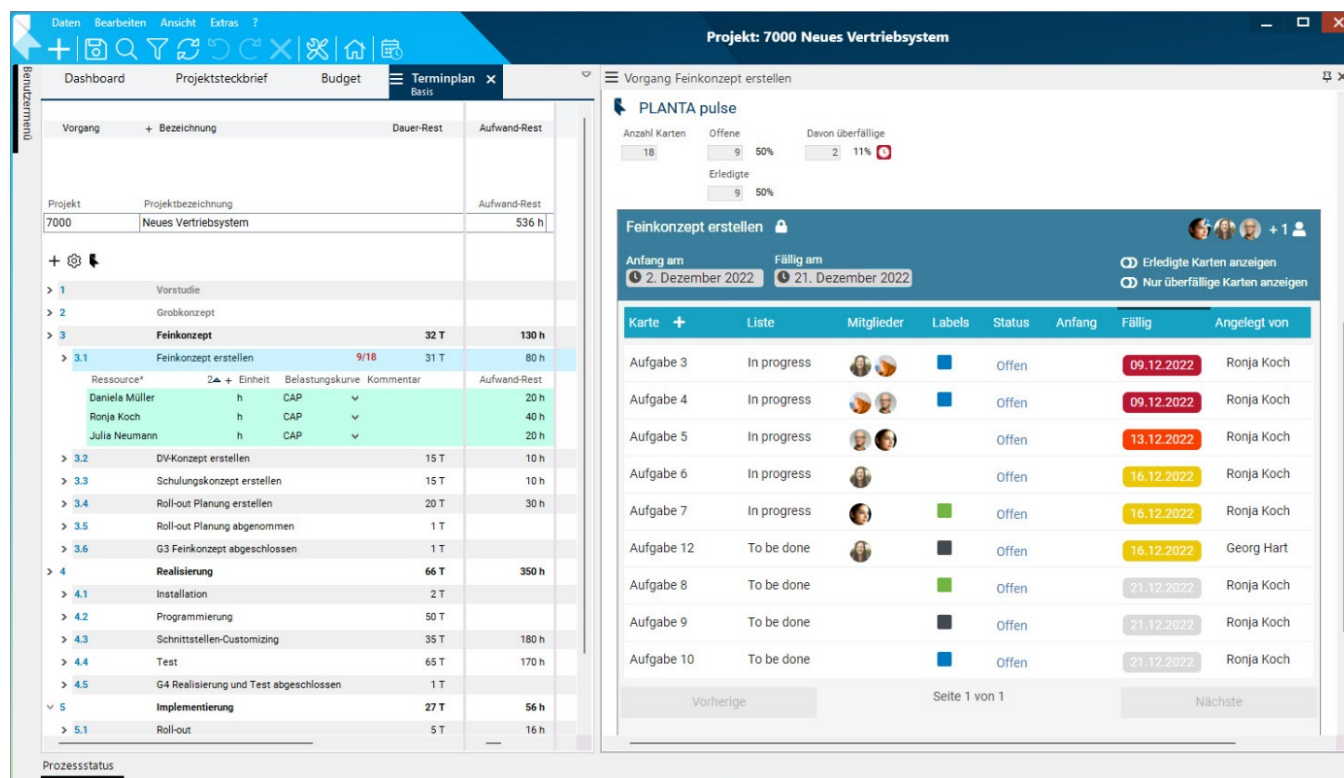 Daten Bearbeiten Ansicht Extras ?
Projekt: 7000 Neues Vertriebsystem
Benutzermenü
Dashboard Projektsteckbrief Budget Terminplan
Basis
Vorgang + Bezeichnung Dauer-Rest Aufwand-Rest
Projekt Projektbezeichnung Aufwand-Rest
7000 Neues Vertriebsystem 536 h
1 Vorstudie
2 Grobkonzept
3 Feinkonzept 32 T 130 h
3.1 Feinkonzept erstellen 9/18 31 T 80 h
Ressource* 2 + Einheit Belastungskurve Kommentar Aufwand-Rest
Daniela Müller h CAP 20 h
Ronja Koch h CAP 40 h
Julia Neumann h CAP 20 h
3.2 DV-Konzept erstellen 15 T 10 h
3.3 Schulungskonzept erstellen 15 T 10 h
3.4 Roll-out Planung erstellen 20 T 30 h
3.5 Roll-out Planung abgenommen 1 T
3.6 G3 Feinkonzept abgeschlossen 1 T
4 Realisierung 66 T 350 h
4.1 Installation 2 T
4.2 Programmierung 50 T
4.3 Schnittstellen-Customizing 35 T 180 h
4.4 Test 65 T 170 h
4.5 G4 Realisierung und Test abgeschlossen 1 T
5 Implementierung 27 T 56 h
5.1 Roll-out 5 T 16 h
Prozessstatus
Vorgang Feinkonzept erstellen
PLANTA pulse
Anzahl Karten Offene Davon überfällige
18 9 50% 2 11%
Erledigte
9 50%
Feinkonzept erstellen + 1
Anfang am Fällig am
2. Dezember 2022 21. Dezember 2022
Erledigte Karten anzeigen
Nur überfällige Karten anzeigen
Karte + Liste Mitglieder Labels Status Anfang Fällig Angelegt von
Aufgabe 3 In progress Offen 09.12.2022 Ronja Koch
Aufgabe 4 In progress Offen 09.12.2022 Ronja Koch
Aufgabe 5 In progress Offen 13.12.2022 Ronja Koch
Aufgabe 6 In progress Offen 16.12.2022 Ronja Koch
Aufgabe 7 In progress Offen 16.12.2022 Ronja Koch
Aufgabe 12 To be done Offen 16.12.2022 Georg Hart
Aufgabe 8 To be done Offen 21.12.2022 Ronja Koch
Aufgabe 9 To be done Offen 21.12.2022 Ronja Koch
Aufgabe 10 To be done Offen 21.12.2022 Ronja Koch
Vorherige Seite 1 von 1 Nächste